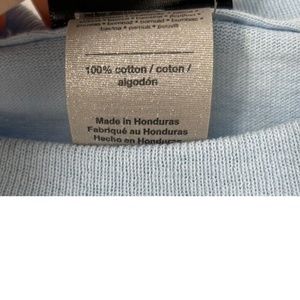 100% cotton / coton /
algodón
Made in Honduras
Fabriqué au Honduras
Hecho en Honduras